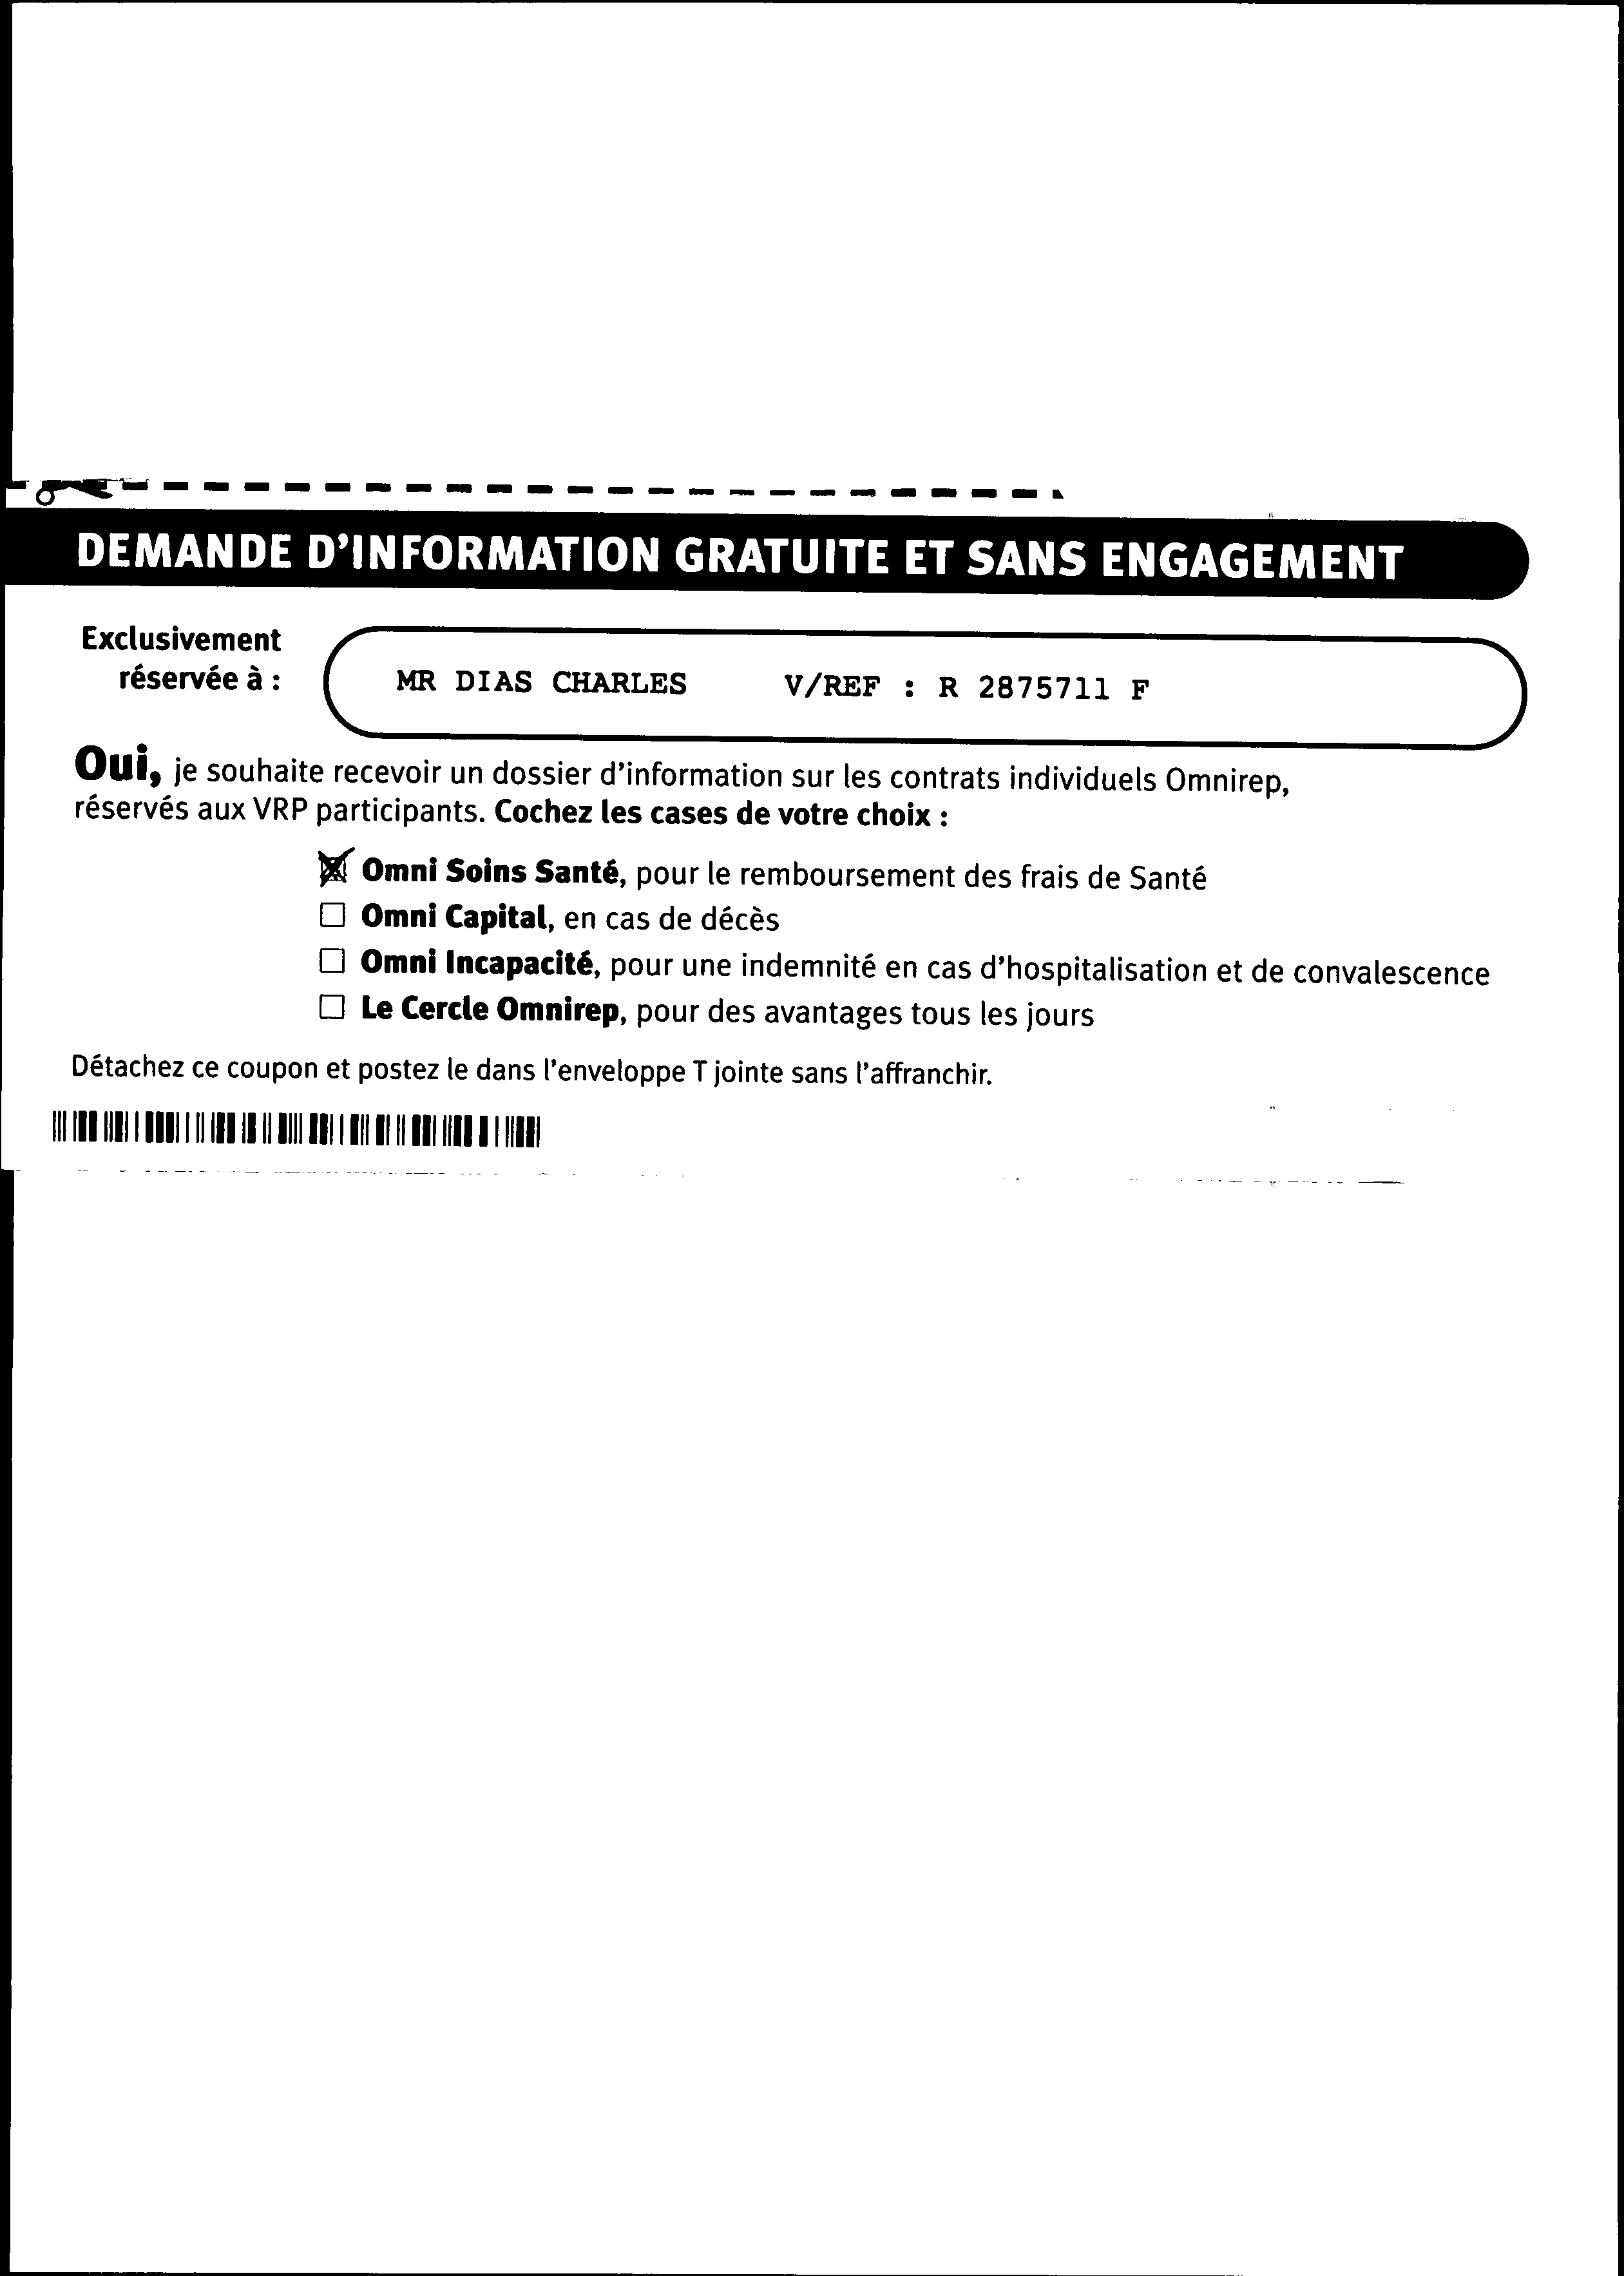 DEMANDE D'INFORMATION GRATUITE ET SANS ENGAGEMENT
Exclusivement
réservée à :
MR DIAS CHARLES V/REF : R 2875711 F
Oui, je souhaite recevoir un dossier d'information sur les contrats individuels Omnirep,
réservés aux VRP participants. Cochez les cases de votre choix :
Omni Soins Santé, pour le remboursement des frais de Santé
Omni Capital, en cas de décès
Omni Incapacité, pour une indemnité en cas d'hospitalisation et de convalescence
Le Cercle Omnirep, pour des avantages tous les jours
Détachez ce coupon et postez le dans l'enveloppe T jointe sans l'affranchir.